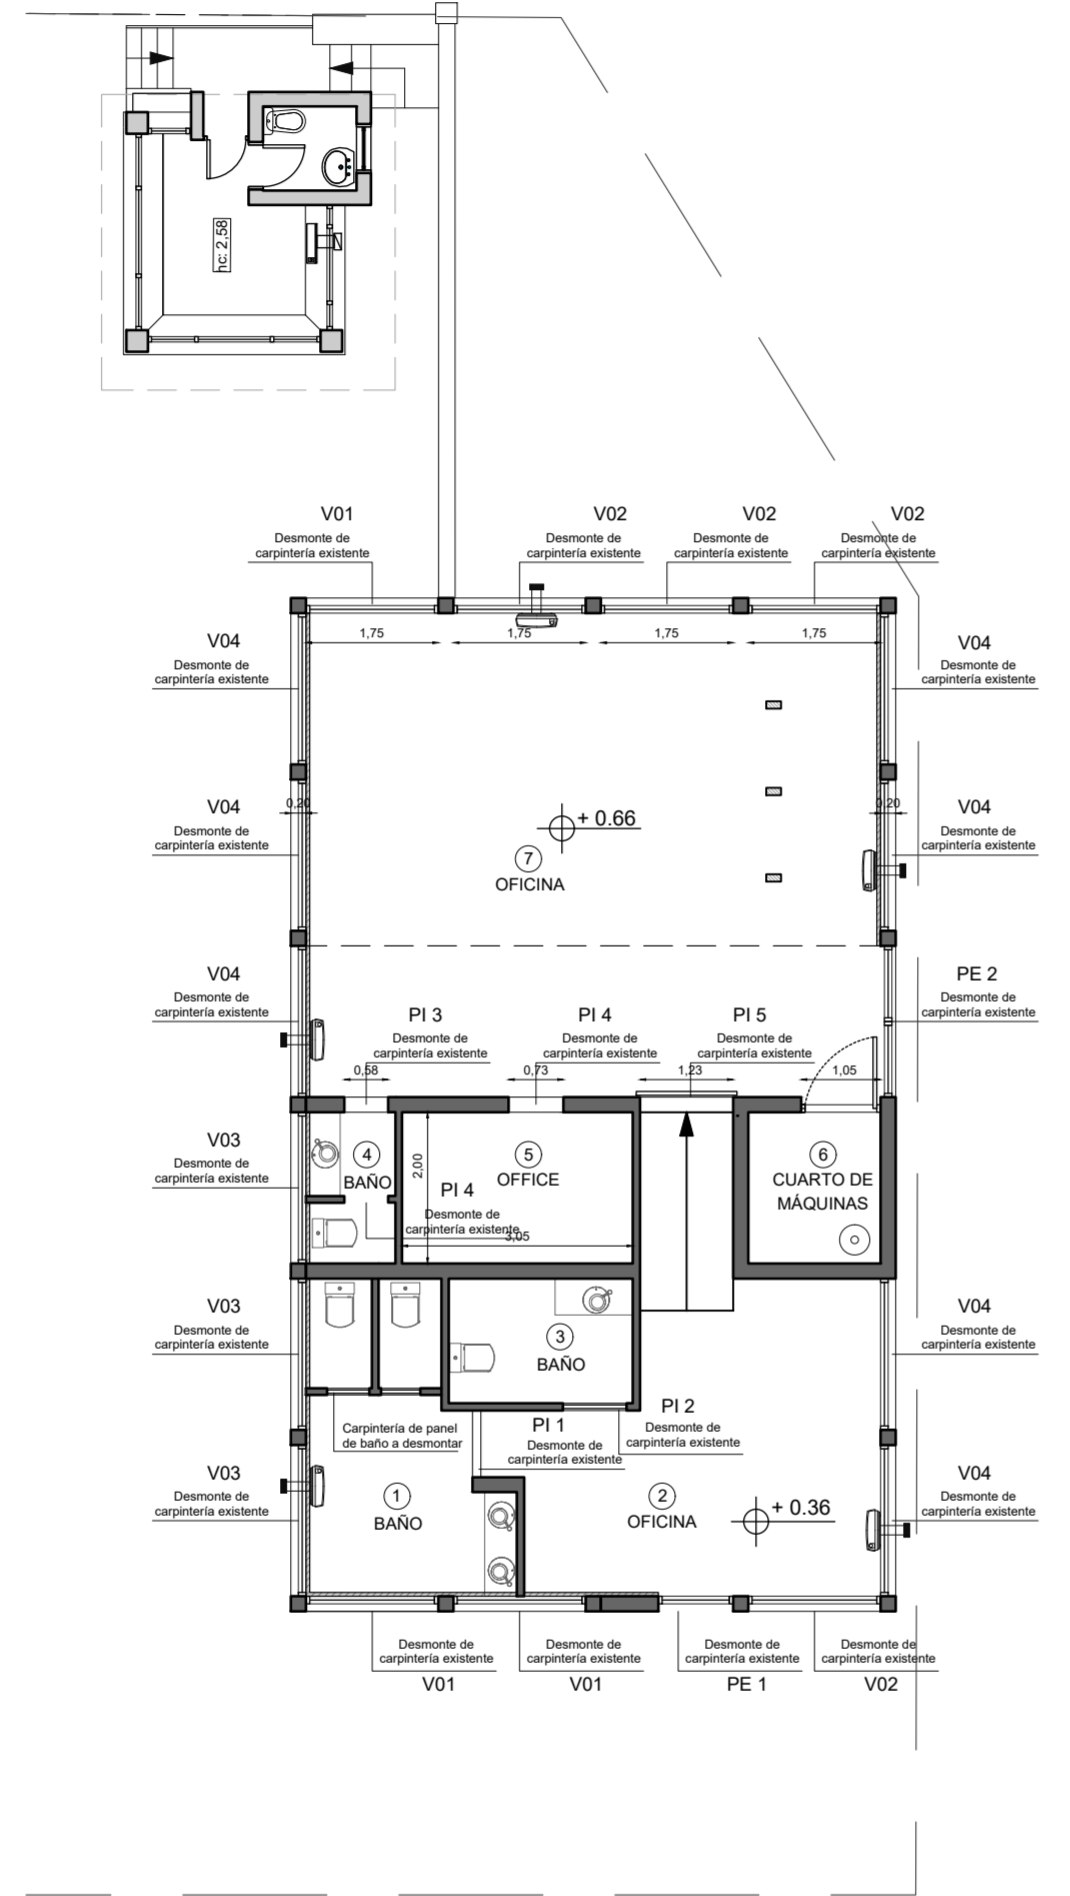 hc: 2,58
V01
Desmonte de
carpintería existente
V02
Desmonte de
carpintería existente
V02
Desmonte de
carpintería existente
V02
Desmonte de
carpintería existente
1,75
1,75
1,75
1,75
V04
Desmonte de
carpintería existente
V04
Desmonte de
carpintería existente
V04
Desmonte de
carpintería existente
0,20
0,20
V04
Desmonte de
carpintería existente
+ 0.66
7
OFICINA
V04
Desmonte de
carpintería existente
PE 2
Desmonte de
carpintería existente
PI 3
Desmonte de
carpintería existente
PI 4
Desmonte de
carpintería existente
PI 5
Desmonte de
carpintería existente
0,58
0,73
1,23
1,05
V03
Desmonte de
carpintería existente
4
BAÑO
2,00
5
OFFICE
PI 4
Desmonte de
carpintería existente
3,05
6
CUARTO DE
MÁQUINAS
V03
Desmonte de
carpintería existente
3
BAÑO
V04
Desmonte de
carpintería existente
Carpintería de panel
de baño a desmontar
PI 1
Desmonte de
carpintería existente
PI 2
Desmonte de
carpintería existente
V03
Desmonte de
carpintería existente
1
BAÑO
2
OFICINA
+ 0.36
V04
Desmonte de
carpintería existente
Desmonte de
carpintería existente
V01
Desmonte de
carpintería existente
V01
Desmonte de
carpintería existente
PE 1
Desmonte de
carpintería existente
V02